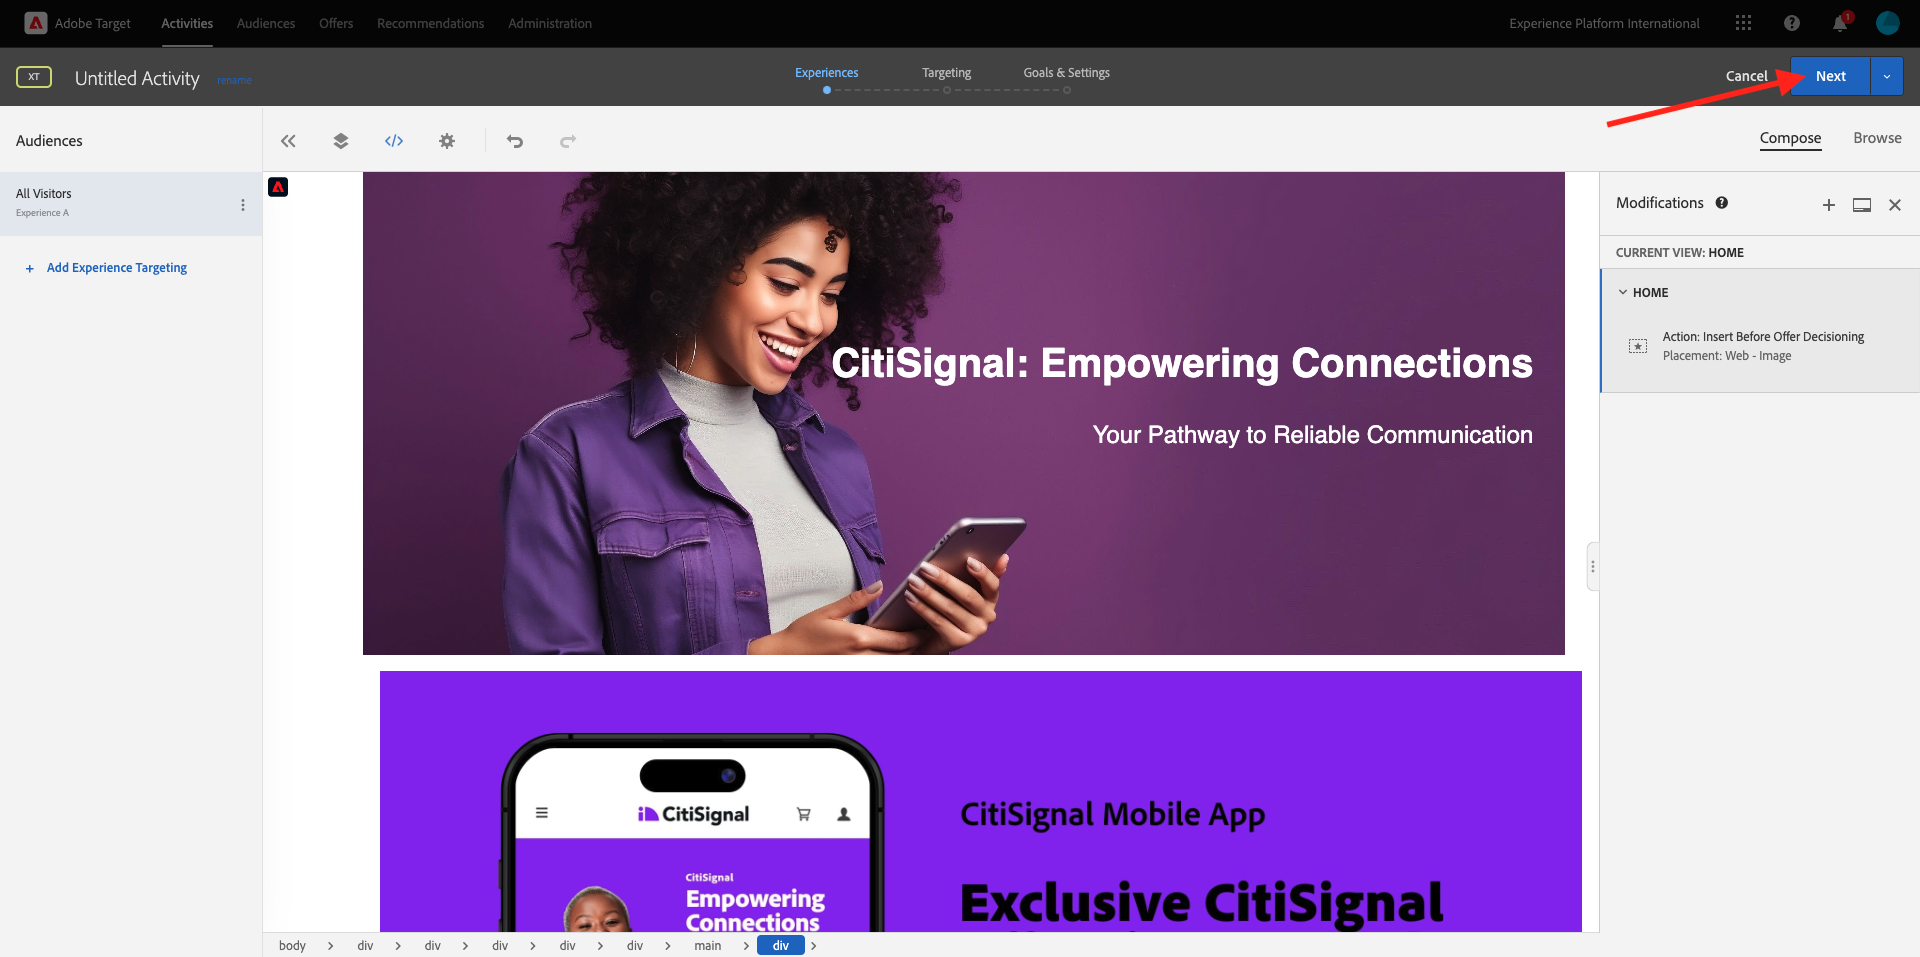 Adobe Target
Activities
Audiences
Offers
Recommendations
Administration
Experience Platform International
1
XT
Untitled Activity
rename
Experiences
Targeting
Goals & Settings
Cancel
Next
Audiences
Compose
Browse
All Visitors
Experience A
+ Add Experience Targeting
Modifications
CURRENT VIEW: HOME
HOME
Action: Insert Before Offer Decisioning
Placement: Web - Image
CitiSignal: Empowering Connections
Your Pathway to Reliable Communication
CitiSignal
CitiSignal
Empowering
Connections
CitiSignal Mobile App
Exclusive CitiSignal
body > div > div > div > div > div > main > div >